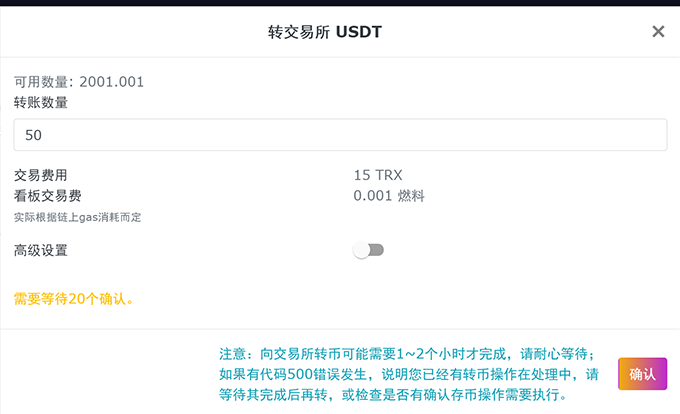 转交易所 USDT
可用数量: 2001.001
转账数量
50
交易费用 15 TRX
看板交易费 0.001 燃料
实际根据链上gas消耗而定
高级设置
需要等待20个确认。
注意：向交易所转币可能需要1~2个小时才完成，请耐心等待；
如果有代码500错误发生，说明您已经有转币操作在处理中，请
等待其完成后再转，或检查是否有确认存币操作需要执行。
确认